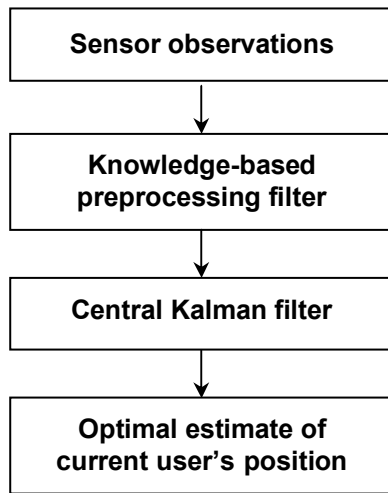 Sensor observations
Knowledge-based
preprocessing filter
Central Kalman filter
Optimal estimate of
current user's position